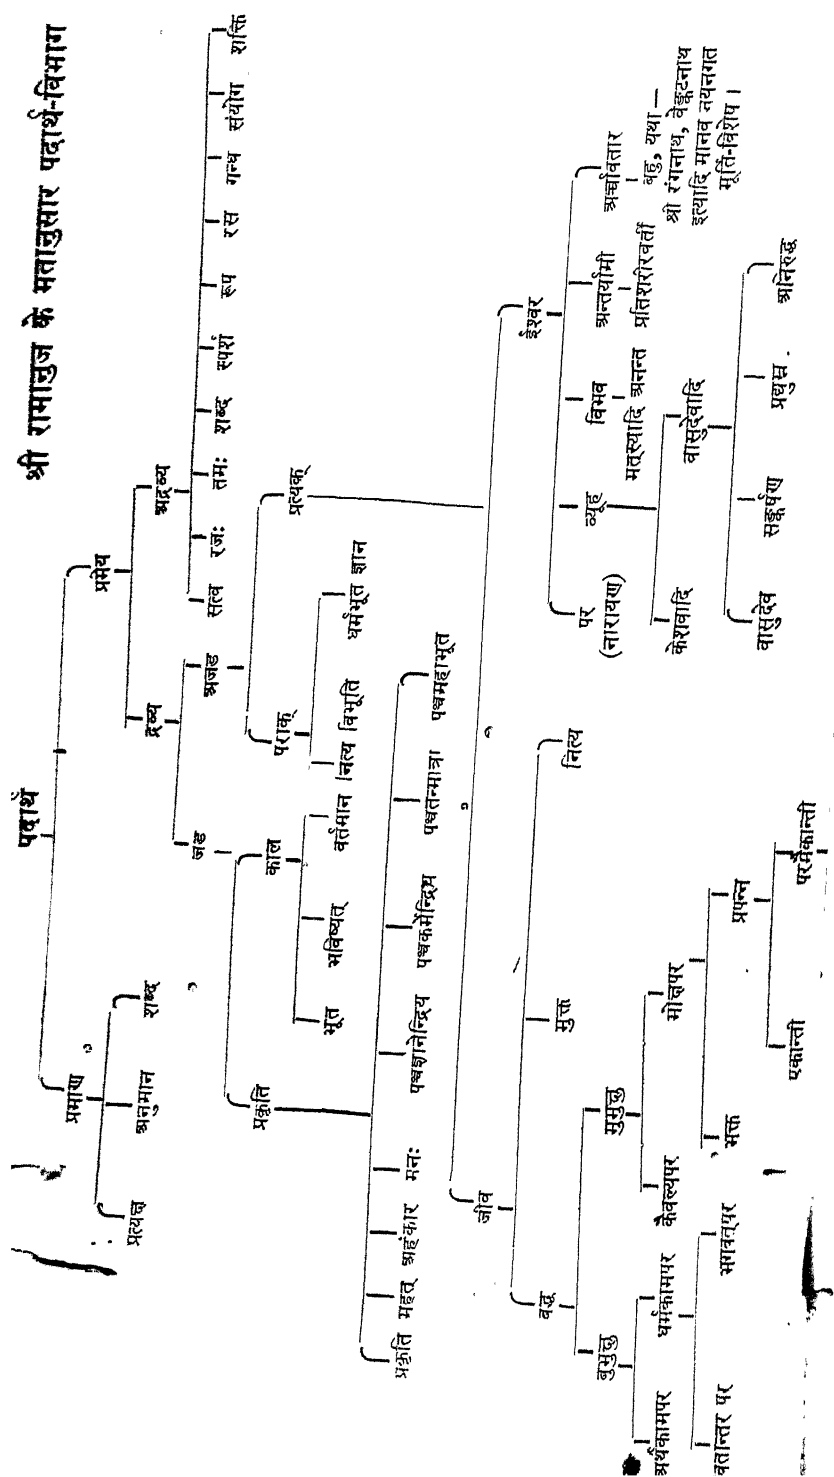 श्री रामानुज के मतानुसार पदार्थ-विभाग
पदार्थ
प्रमाण
प्रमेय
प्रत्यक्ष
अनुमान
शब्द
द्रव्य
अद्रव्य
जड
अजड
सत्व
रजः
तमः
शब्द
स्पर्श
रूप
रस
गन्ध
संयोग
शक्ति
प्रकृति
काल
पराक्
प्रत्यक्
भूत
भविष्यत्
वर्तमान
नित्य विभूति
धर्मभूत ज्ञान
प्रकृति
महत्
अहंकार
मनः
पञ्चज्ञानेन्द्रिय
पञ्चकर्मेन्द्रिय
पञ्चतन्मात्रा
पञ्चमहाभूत
जीव
ईश्वर
बद्ध
मुक्त
नित्य
पर
(नारायण)
व्यूह
विभव
मत्स्यादि अनन्त
अन्तर्यामी
प्रतिशरीरवर्ती
अर्चावतार
बहु, यथा—
श्री रंगनाथ, वेङ्कटनाथ
इत्यादि मानव नयनगत
मूर्ति-विशेष ।
बुभुक्षु
मुमुक्षु
केशवादि
वासुदेवादि
अर्थकामपर
धर्मकामपर
कैवल्यपर
मोक्षपर
वासुदेव
सङ्कर्षण
प्रद्युम्न
अनिरुद्ध
भगवत्पर
भक्त
प्रपन्न
एकान्ती
परमैकान्ती